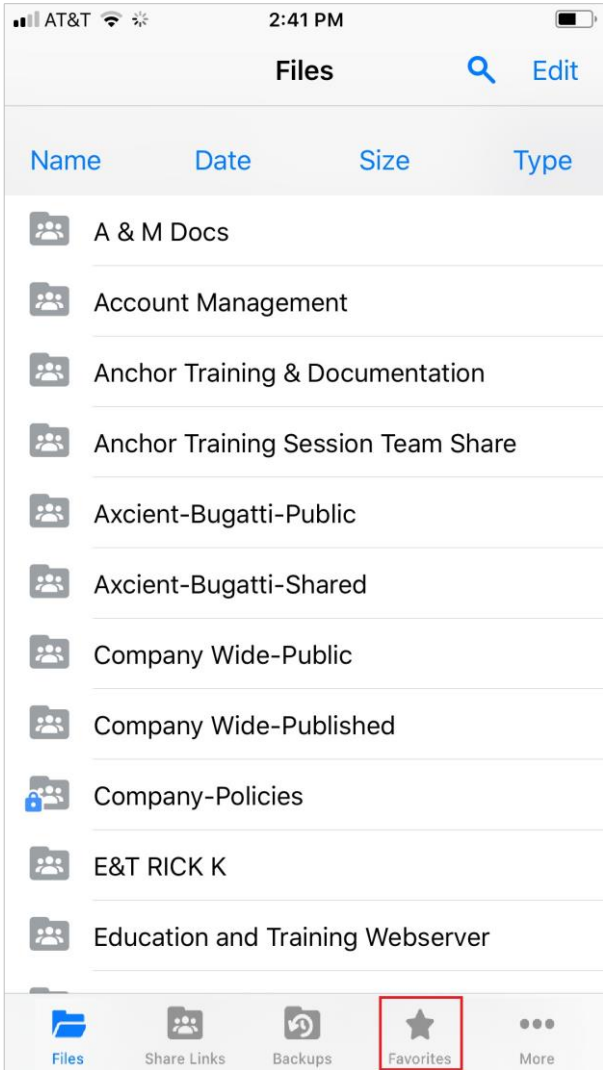 AT&T 2:41 PM
Files Edit
Name Date Size Type
A & M Docs
Account Management
Anchor Training & Documentation
Anchor Training Session Team Share
Axcient-Bugatti-Public
Axcient-Bugatti-Shared
Company Wide-Public
Company Wide-Published
Company-Policies
E&T RICK K
Education and Training Webserver
Files Share Links Backups Favorites More